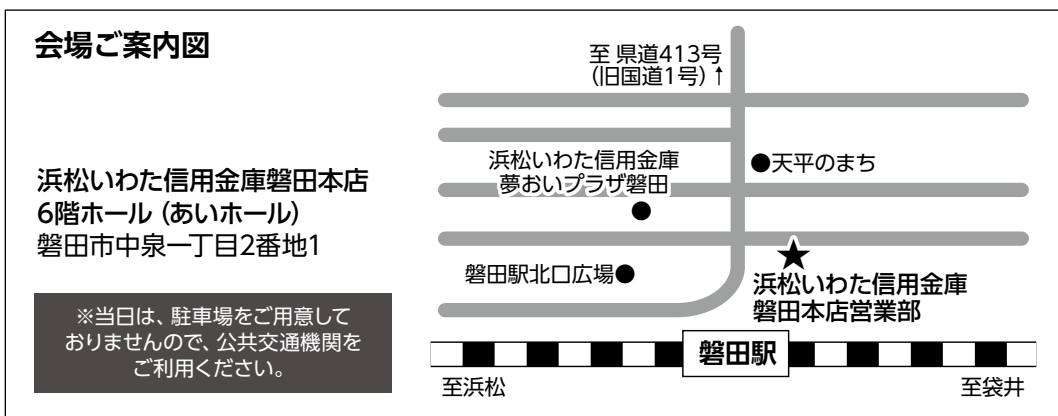 会場ご案内図
浜松いわた信用金庫磐田本店
6階ホール（あいホール）
磐田市中泉一丁目2番地1
※当日は、駐車場をご用意して
おりませんので、公共交通機関を
ご利用ください。
至 県道413号
（旧国道1号）↑
浜松いわた信用金庫
夢おいプラザ磐田
●天平のまち
磐田駅北口広場●
★
浜松いわた信用金庫
磐田本店営業部
磐田駅
至浜松
至袋井